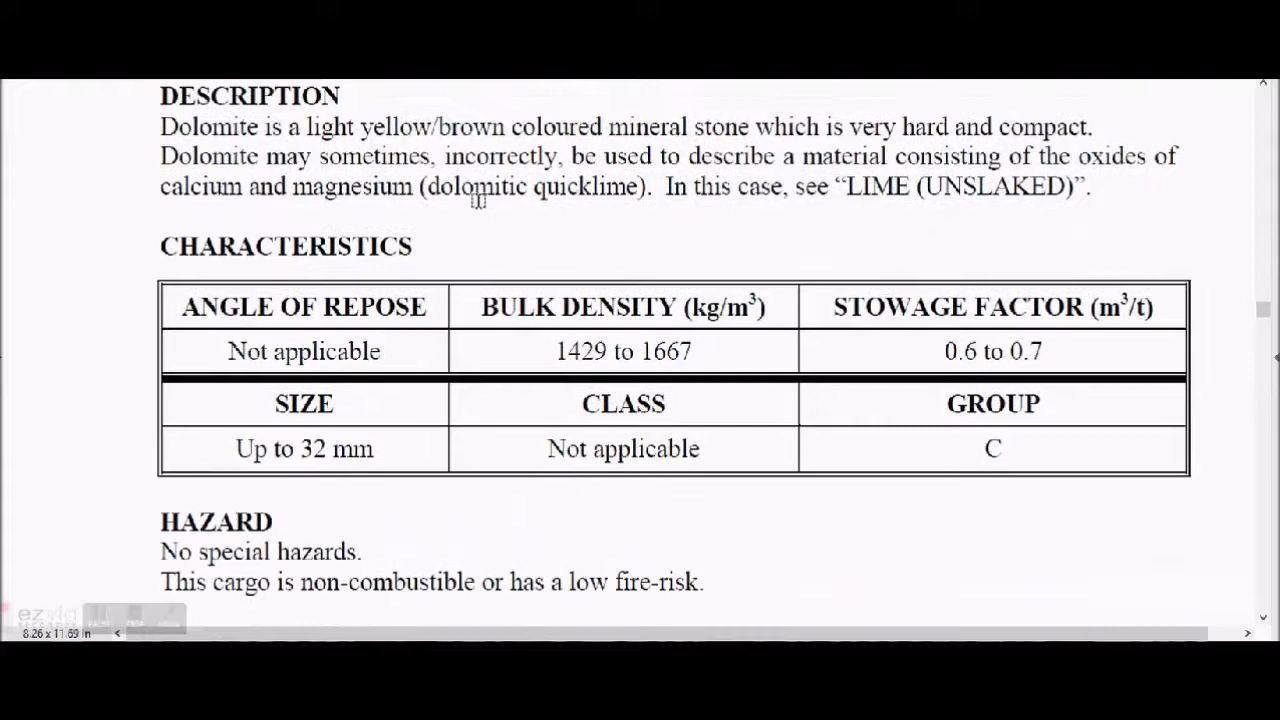 DESCRIPTION
Dolomite is a light yellow/brown coloured mineral stone which is very hard and compact.
Dolomite may sometimes, incorrectly, be used to describe a material consisting of the oxides of
calcium and magnesium (dolomitic quicklime). In this case, see “LIME (UNSLAKED)”.
CHARACTERISTICS
ANGLE OF REPOSE BULK DENSITY (kg/m³) STOWAGE FACTOR (m³/t)
Not applicable 1429 to 1667 0.6 to 0.7
SIZE CLASS GROUP
Up to 32 mm Not applicable C
HAZARD
No special hazards.
This cargo is non-combustible or has a low fire-risk.
8.26 x 11.69 in